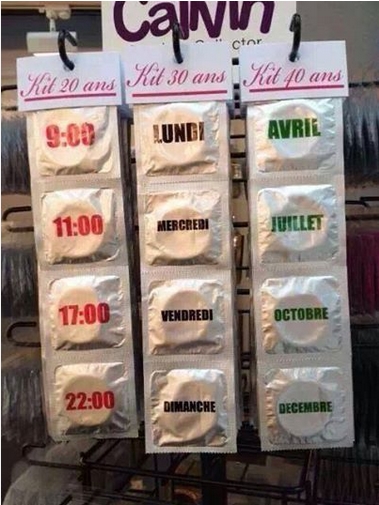 Calvin
Kit 20 ans
Kit 30 ans
Kit 40 ans
9:00
LUNDI
AVRIL
11:00
MERCREDI
JUILLET
17:00
VENDREDI
OCTOBRE
22:00
DIMANCHE
DECEMBRE